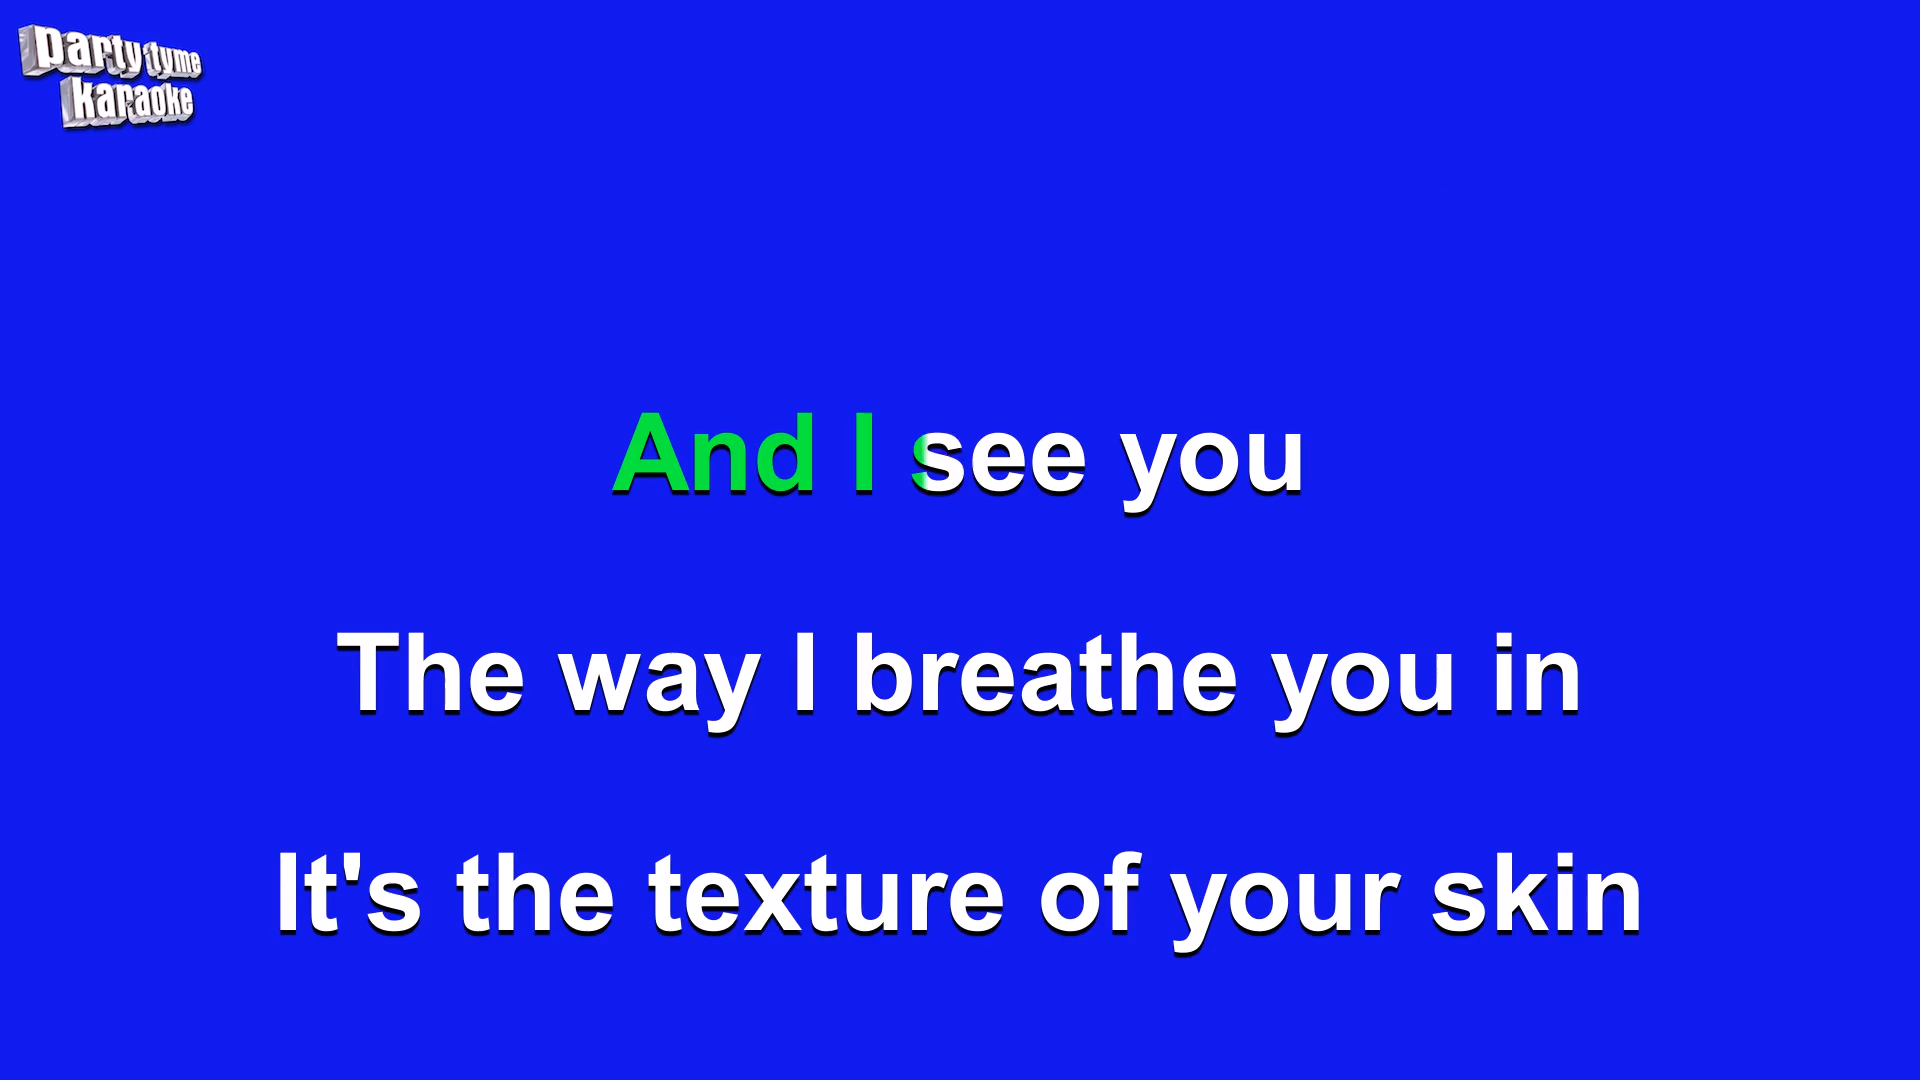 party tyme
karaoke
And I see you
The way I breathe you in
It's the texture of your skin